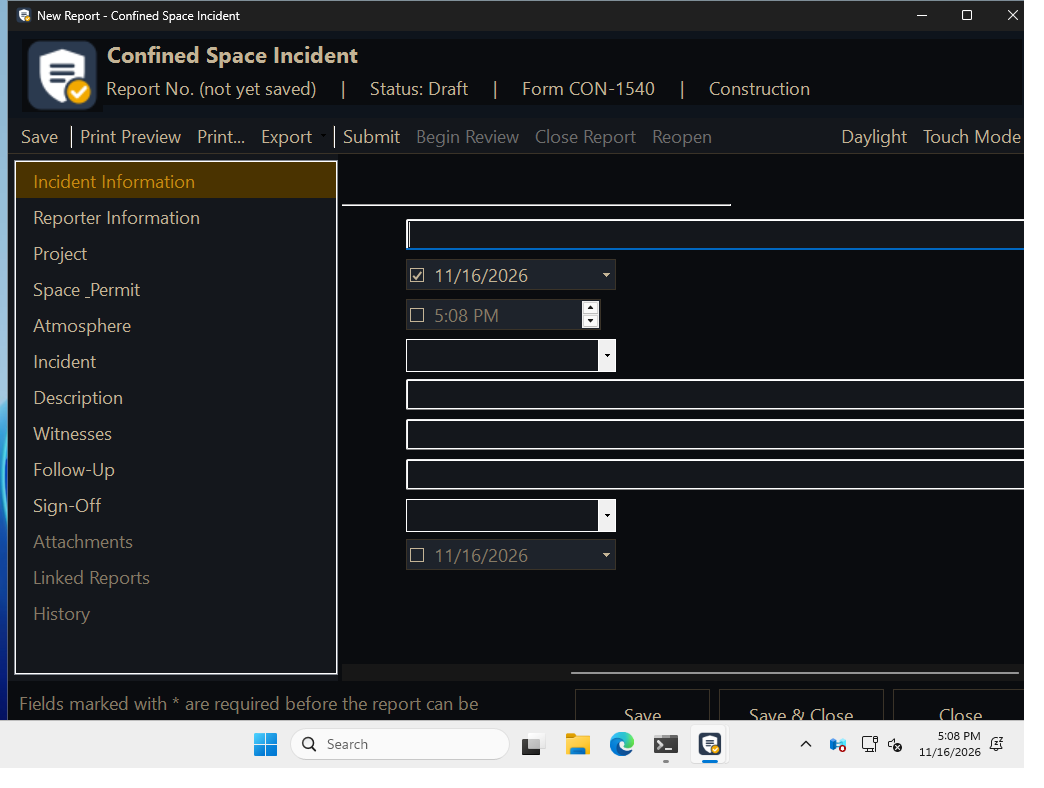 New Report - Confined Space Incident
Confined Space Incident
Report No. (not yet saved) | Status: Draft | Form CON-1540 | Construction
Save | Print Preview Print... Export | Submit Begin Review Close Report Reopen Daylight Touch Mode
Incident Information
Reporter Information
Project
Space _Permit
Atmosphere
Incident
Description
Witnesses
Follow-Up
Sign-Off
Attachments
Linked Reports
History
11/16/2026
5:08 PM
11/16/2026
Fields marked with * are required before the report can be
Save Save & Close Close
Search
5:08 PM
11/16/2026